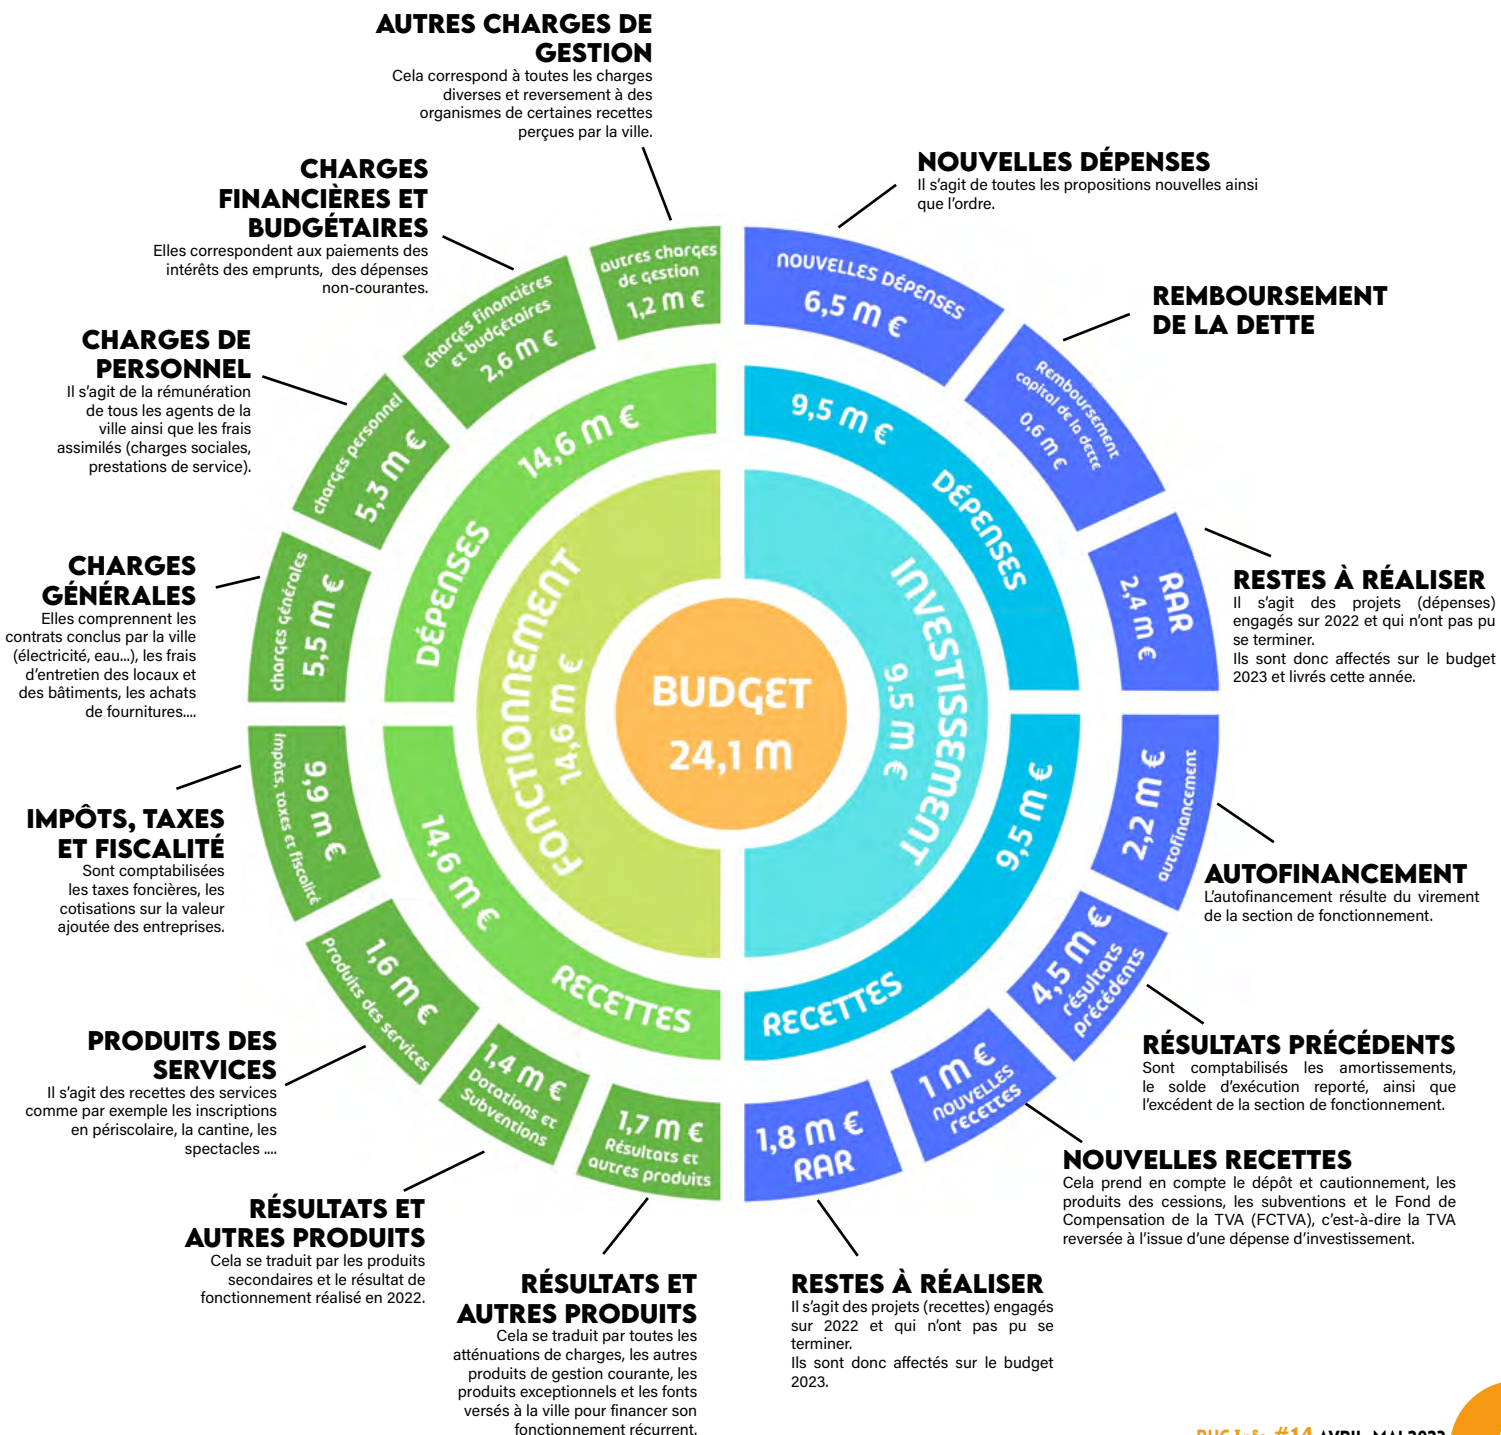 AUTRES CHARGES DE
GESTION
Cela correspond à toutes les charges
diverses et reversement à des
organismes de certaines recettes
perçues par la ville.
CHARGES
FINANCIÈRES ET
BUDGÉTAIRES
Elles correspondent aux paiements des
intérêts des emprunts, des dépenses
non-courantes.
CHARGES DE
PERSONNEL
Il s'agit de la rémunération
de tous les agents de la
ville ainsi que les frais
assimilés (charges sociales,
prestations de service).
CHARGES
GÉNÉRALES
Elles comprennent les
contrats conclus par la ville
(électricité, eau...), les frais
d'entretien des locaux et
des bâtiments, les achats
de fournitures....
IMPÔTS, TAXES
ET FISCALITÉ
Sont comptabilisées
les taxes foncières, les
cotisations sur la valeur
ajoutée des entreprises.
PRODUITS DES
SERVICES
Il s'agit des recettes des services
comme par exemple les inscriptions
en périscolaire, la cantine, les
spectacles ....
RÉSULTATS ET
AUTRES PRODUITS
Cela se traduit par les produits
secondaires et le résultat de
fonctionnement réalisé en 2022.
RÉSULTATS ET
AUTRES PRODUITS
Cela se traduit par toutes les
atténuations de charges, les autres
produits de gestion courante, les
produits exceptionnels et les fonts
versés à la ville pour financer son
fonctionnement récurrent.
NOUVELLES DÉPENSES
Il s'agit de toutes les propositions nouvelles ainsi
que l'ordre.
REMBOURSEMENT
DE LA DETTE
RESTES À RÉALISER
Il s'agit des projets (dépenses)
engagés sur 2022 et qui n'ont pas pu
se terminer.
Ils sont donc affectés sur le budget
2023 et livrés cette année.
AUTOFINANCEMENT
L'autofinancement résulte du virement
de la section de fonctionnement.
RÉSULTATS PRÉCÉDENTS
Sont comptabilisés les amortissements,
le solde d'exécution reporté, ainsi que
l'excédent de la section de fonctionnement.
NOUVELLES RECETTES
Cela prend en compte le dépôt et cautionnement, les
produits des cessions, les subventions et le Fond de
Compensation de la TVA (FCTVA), c'est-à-dire la TVA
reversée à l'issue d'une dépense d'investissement.
RESTES À RÉALISER
Il s'agit des projets (recettes) engagés
sur 2022 et qui n'ont pas pu se
terminer.
Ils sont donc affectés sur le budget
2023.
autres charges
de gestion
1,2 m €
charges financières
et budgétaires
2,6 m €
charges personnel
5,3 m €
charges générales
5,5 m €
Impôts, taxes et fiscalité
9,9 m €
1,6 m €
Produits des services
1,4 m €
Dotations et
Subventions
1,7 m €
Résultats et
autres produits
NOUVELLES DÉPENSES
6,5 m €
Remboursement
capital de la dette
0,6 m €
RAR
2,4 m €
2,2 m €
autofinancement
4,5 m €
résultats
précédents
1 m €
nouvelles
recettes
1,8 m €
RAR
DÉPENSES 14,6 m €
14,6 m € RECETTES
9,5 m € DÉPENSES
RECETTES 9,5 m €
FONCTIONNEMENT
14,6 m €
INVESTISSEMENT
9.5 m €
BUDGET
24,1 m
#14 AVRIL-MAI 2023